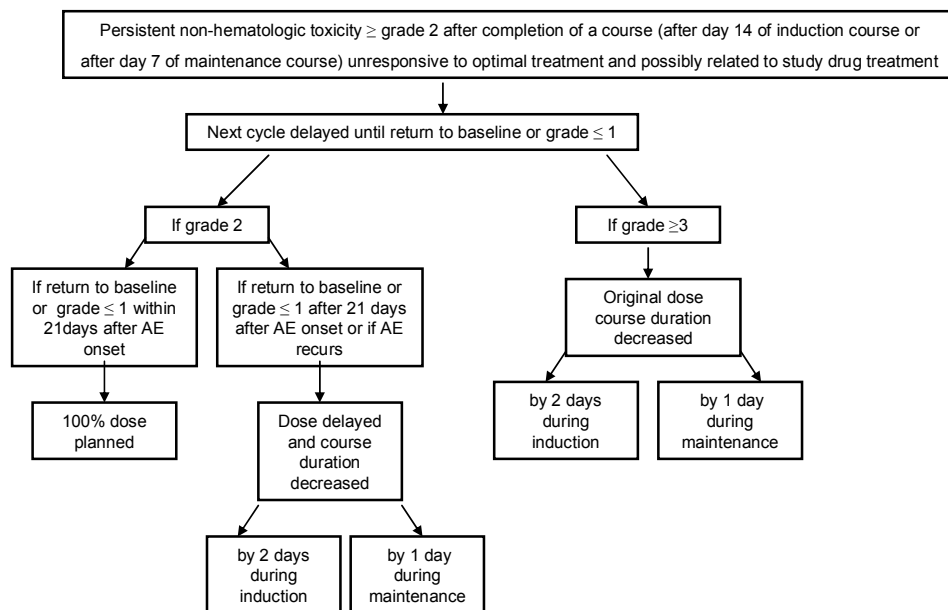 Persistent non-hematologic toxicity ≥ grade 2 after completion of a course (after day 14 of induction course or
after day 7 of maintenance course) unresponsive to optimal treatment and possibly related to study drug treatment
Next cycle delayed until return to baseline or grade ≤ 1
If grade 2
If grade ≥3
If return to baseline
or grade ≤ 1 within
21days after AE
onset
If return to baseline or
grade ≤ 1 after 21 days
after AE onset or if AE
recurs
Original dose
course duration
decreased
100% dose
planned
Dose delayed
and course
duration
decreased
by 2 days
during
induction
by 1 day
during
maintenance
by 2 days
during
induction
by 1 day
during
maintenance